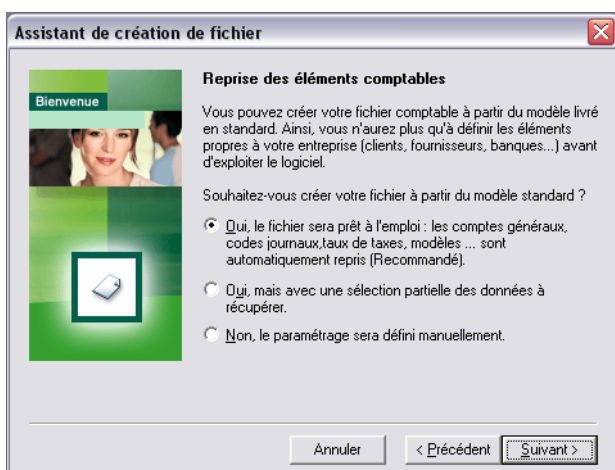 Assistant de création de fichier
Bienvenue
Reprise des éléments comptables
Vous pouvez créer votre fichier comptable à partir du modèle livré
en standard. Ainsi, vous n'aurez plus qu'à définir les éléments
propres à votre entreprise (clients, fournisseurs, banques...) avant
d'exploiter le logiciel.
Souhaitez-vous créer votre fichier à partir du modèle standard ?
Oui, le fichier sera prêt à l'emploi : les comptes généraux,
codes journaux,taux de taxes, modèles ... sont
automatiquement repris (Recommandé).
Oui, mais avec une sélection partielle des données à
récupérer.
Non, le paramétrage sera défini manuellement.
Annuler
< Précédent
Suivant >